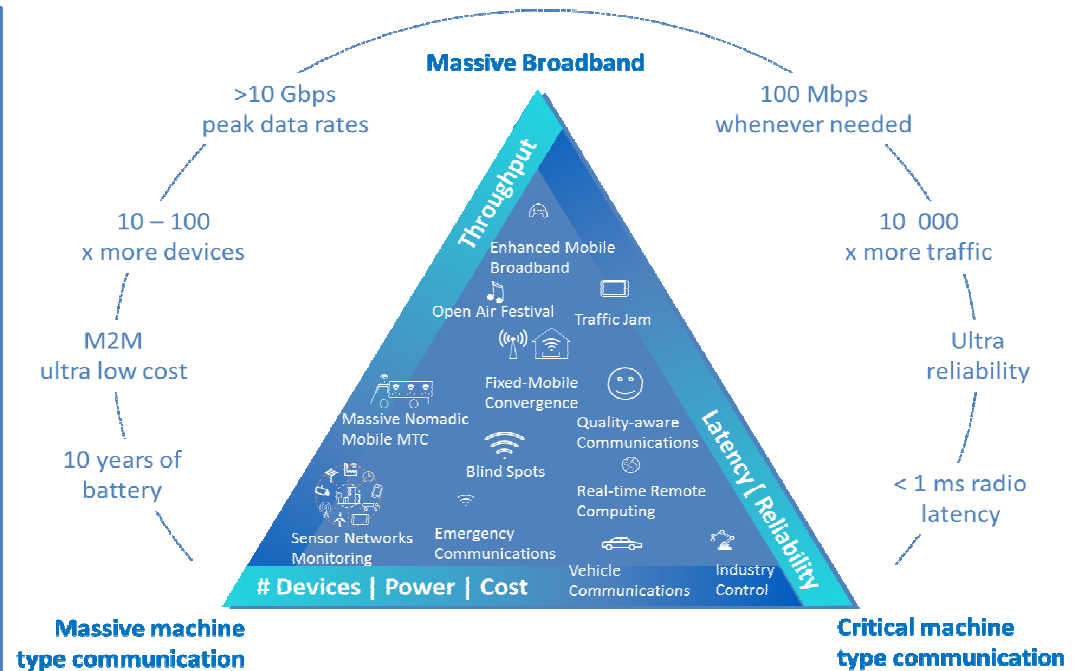 Massive Broadband
>10 Gbps
peak data rates
100 Mbps
whenever needed
10 – 100
x more devices
10 000
x more traffic
M2M
ultra low cost
Ultra
reliability
10 years of
battery
< 1 ms radio
latency
Throughput
Latency | Reliability
# Devices | Power | Cost
Enhanced Mobile
Broadband
Open Air Festival
Traffic Jam
Fixed-Mobile
Convergence
Massive Nomadic
Mobile MTC
Quality-aware
Communications
Blind Spots
Real-time Remote
Computing
Sensor Networks
Monitoring
Emergency
Communications
Vehicle
Communications
Industry
Control
Massive machine
type communication
Critical machine
type communication